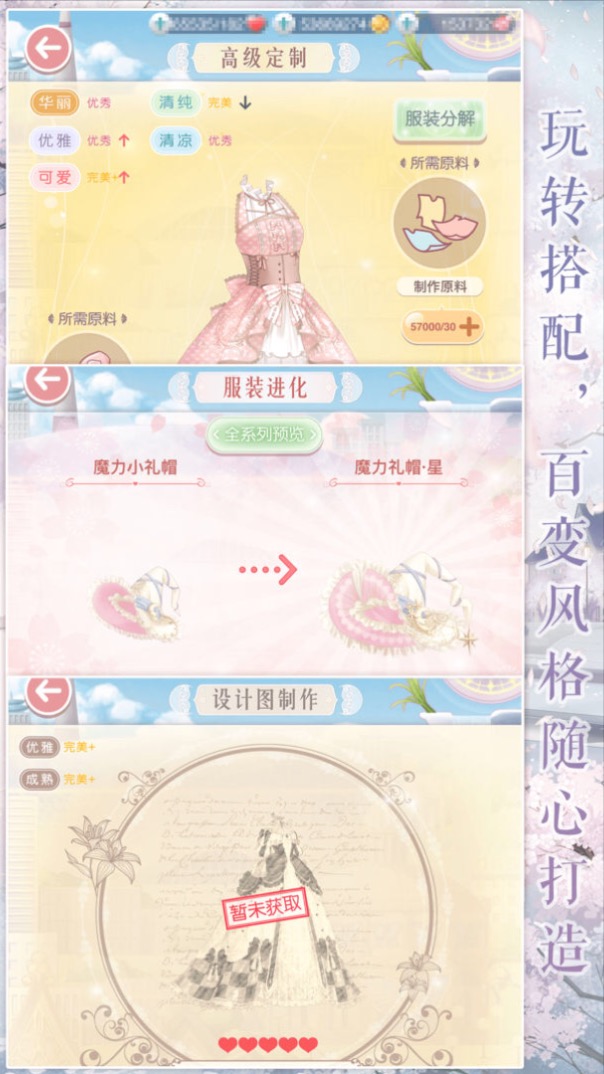 高级定制
华丽 优秀
清纯 完美
优雅 优秀
清凉 优秀
可爱 完美+
服装分解
所需原料
制作原料
57000/30
所需原料
服装进化
全系列预览
魔力小礼帽
魔力礼帽·星
设计图制作
优雅 完美+
成熟 完美+
暂未获取
玩转搭配，百变风格随心打造